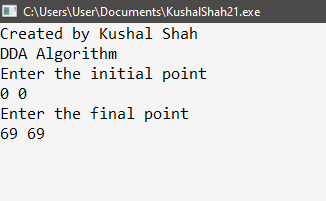 C:\Users\User\Documents\KushalShah21.exe
Created by Kushal Shah
DDA Algorithm
Enter the initial point
0 0
Enter the final point
69 69